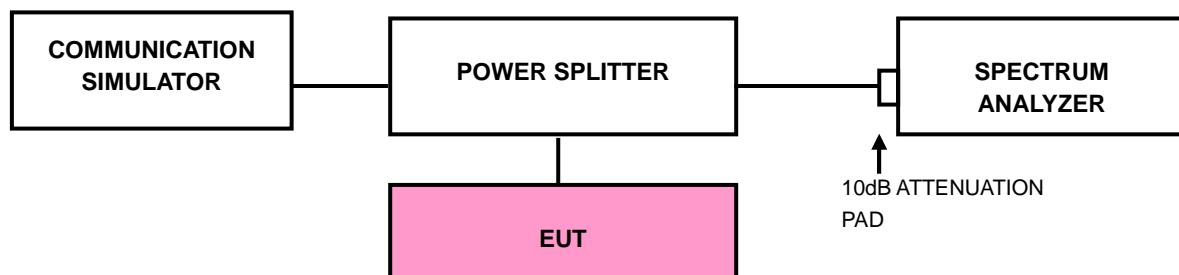 COMMUNICATION
SIMULATOR
POWER SPLITTER
SPECTRUM
ANALYZER
10dB ATTENUATION
PAD
EUT